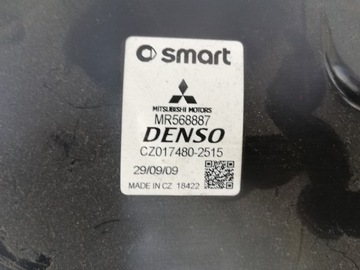 smart
MITSUBISHI MOTORS
MR568887
DENSO
CZ017480-2515
29/09/09
MADE IN CZ 18422